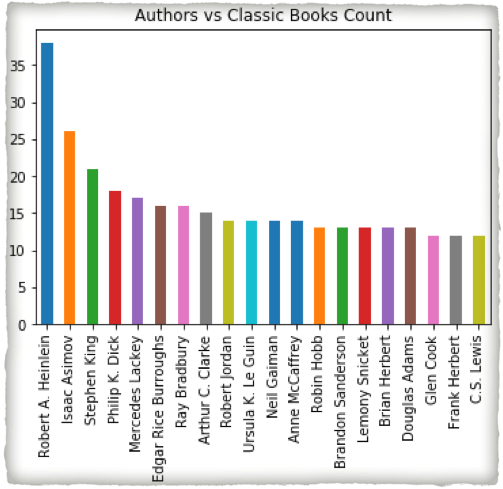 Authors vs Classic Books Count
35
30
25
20
15
10
5
0
Robert A. Heinlein
Isaac Asimov
Stephen King
Philip K. Dick
Mercedes Lackey
Edgar Rice Burroughs
Ray Bradbury
Arthur C. Clarke
Robert Jordan
Ursula K. Le Guin
Neil Gaiman
Anne McCaffrey
Robin Hobb
Brandon Sanderson
Lemony Snicket
Brian Herbert
Douglas Adams
Glen Cook
Frank Herbert
C.S. Lewis